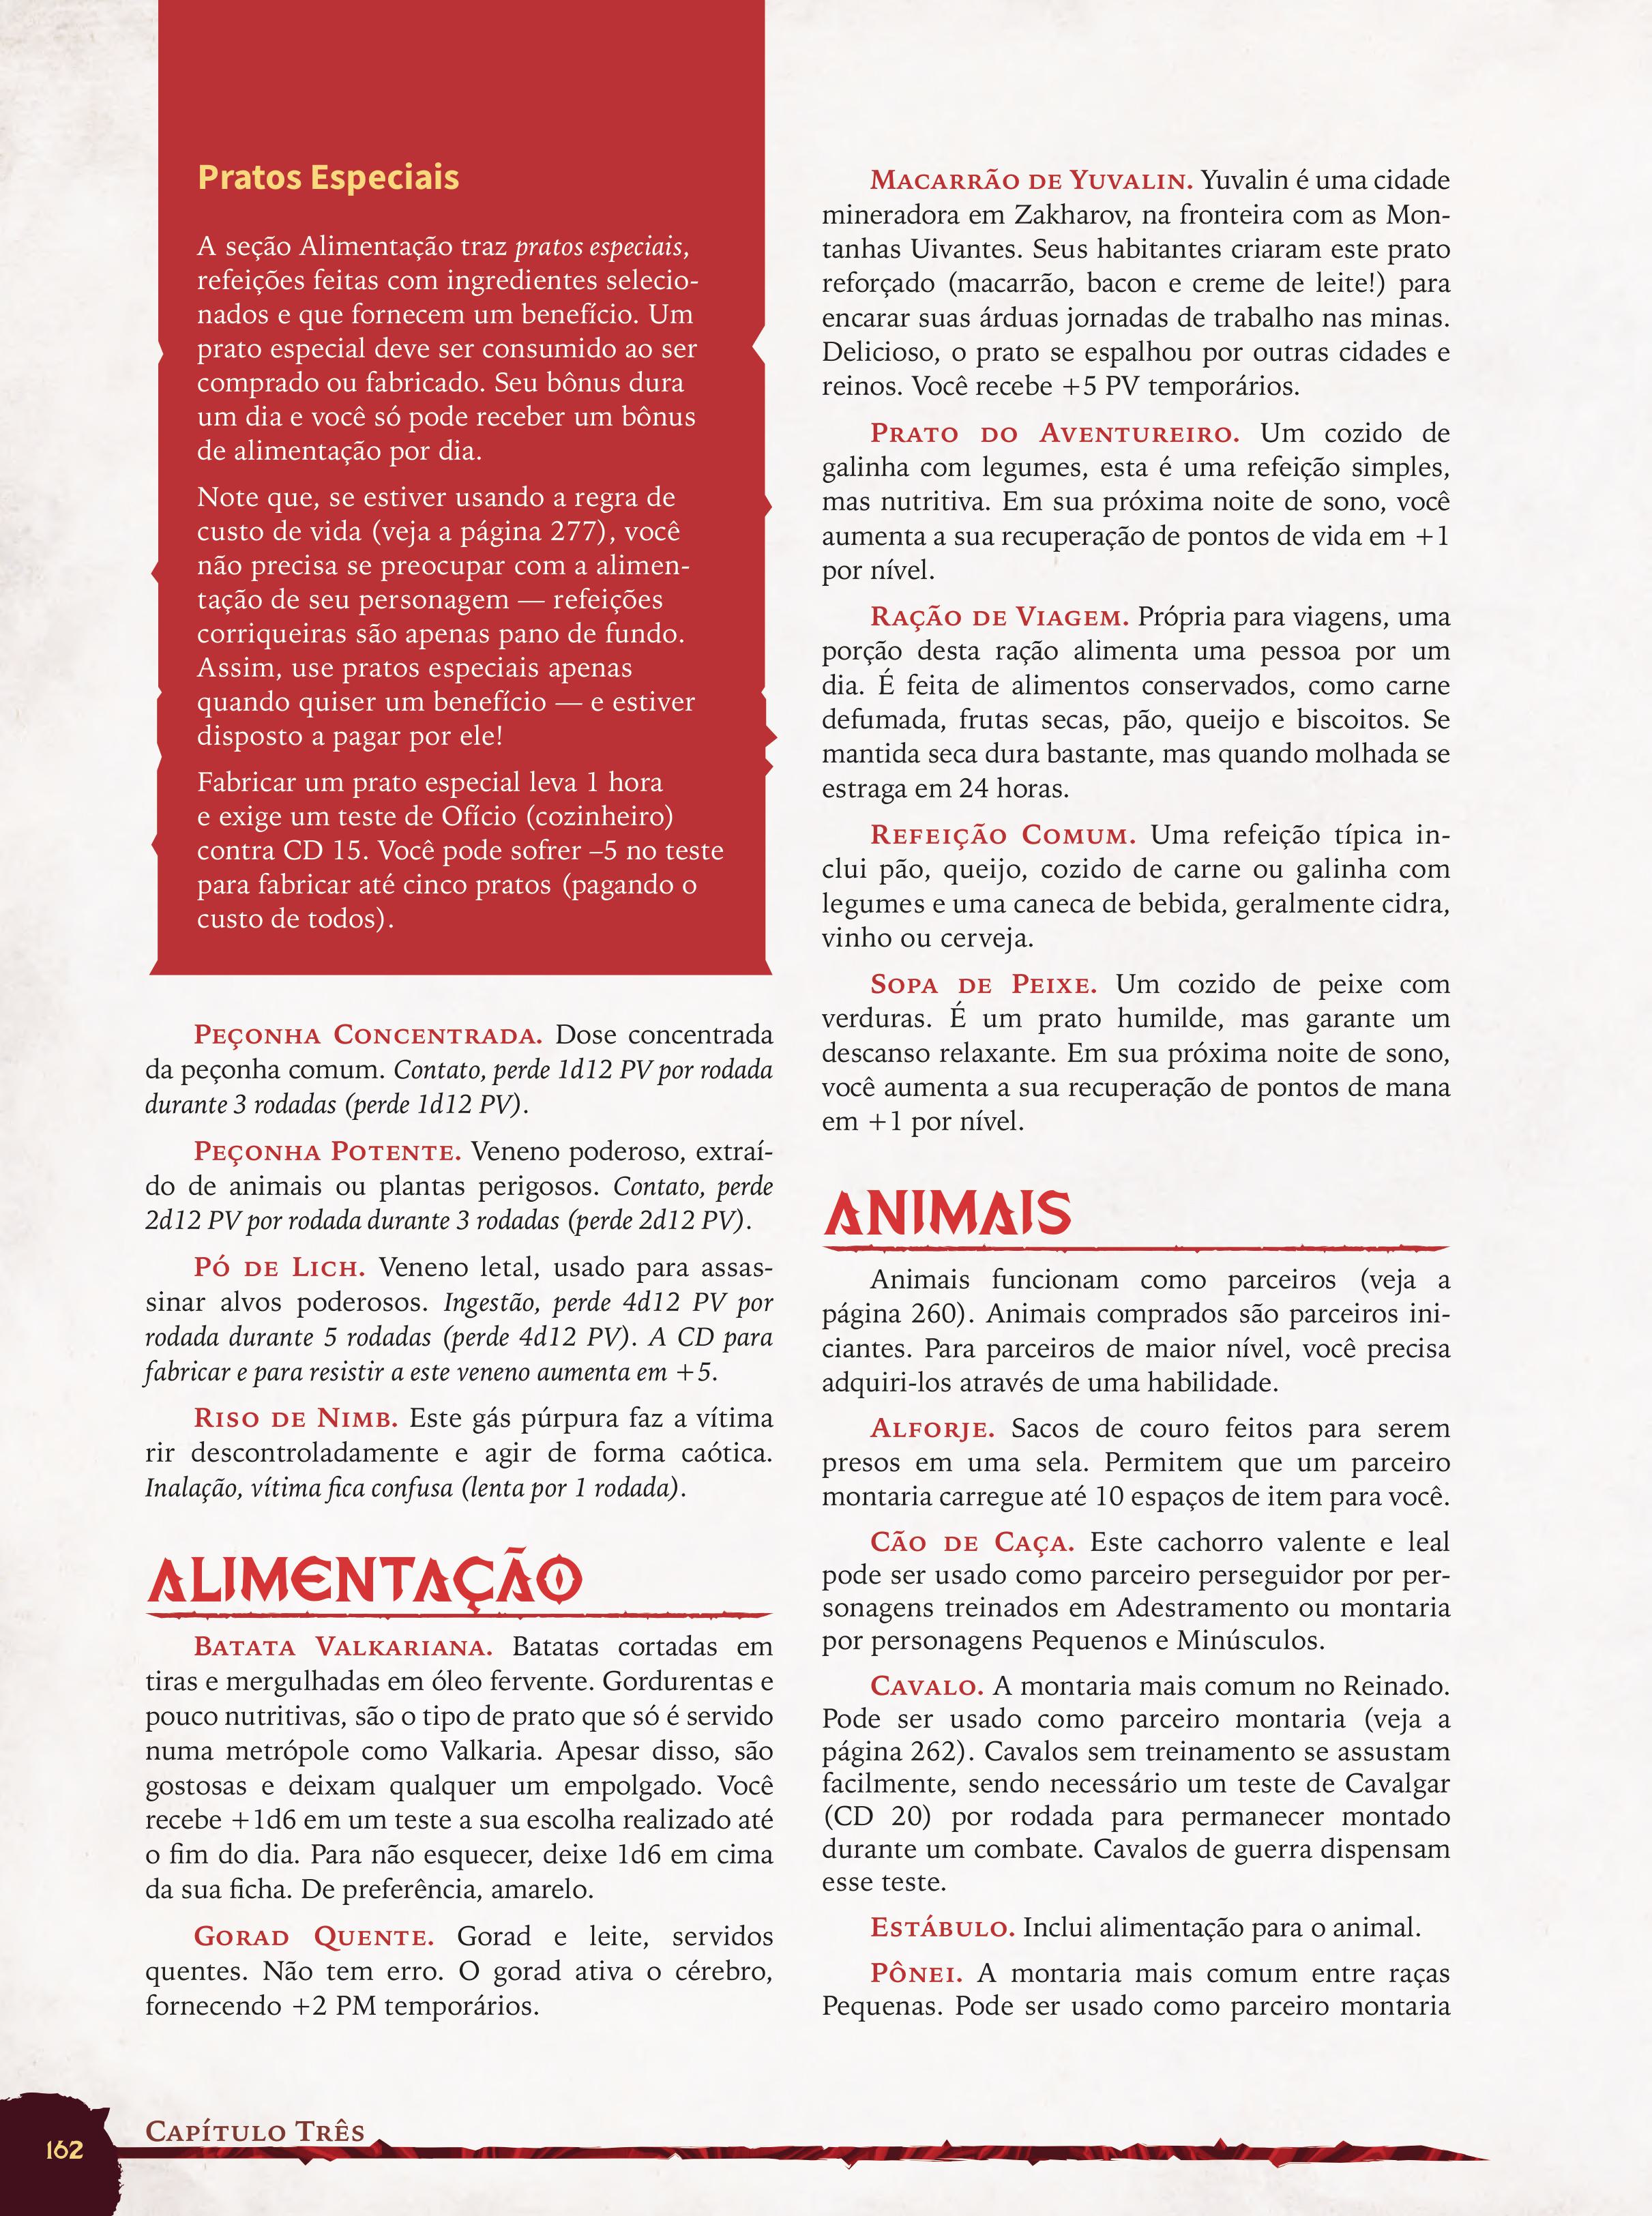 Pratos Especiais
A seção Alimentação traz pratos especiais,
refeições feitas com ingredientes selecio-
nados e que fornecem um benefício. Um
prato especial deve ser consumido ao ser
comprado ou fabricado. Seu bônus dura
um dia e você só pode receber um bônus
de alimentação por dia.
Note que, se estiver usando a regra de
custo de vida (veja a página 277), você
não precisa se preocupar com a alimen-
tação de seu personagem — refeições
corriqueiras são apenas pano de fundo.
Assim, use pratos especiais apenas
quando quiser um benefício — e estiver
disposto a pagar por ele!
Fabricar um prato especial leva 1 hora
e exige um teste de Ofício (cozinheiro)
contra CD 15. Você pode sofrer –5 no teste
para fabricar até cinco pratos (pagando o
custo de todos).
Peçonha Concentrada. Dose concentrada
da peçonha comum. Contato, perde 1d12 PV por rodada
durante 3 rodadas (perde 1d12 PV).
Peçonha Potente. Veneno poderoso, extraí-
do de animais ou plantas perigosos. Contato, perde
2d12 PV por rodada durante 3 rodadas (perde 2d12 PV).
Pó de Lich. Veneno letal, usado para assas-
sinar alvos poderosos. Ingestão, perde 4d12 PV por
rodada durante 5 rodadas (perde 4d12 PV). A CD para
fabricar e para resistir a este veneno aumenta em +5.
Riso de Nimb. Este gás púrpura faz a vítima
rir descontroladamente e agir de forma caótica.
Inalação, vítima fica confusa (lenta por 1 rodada).
ALIMENTAÇÃO
Batata Valkariana. Batatas cortadas em
tiras e mergulhadas em óleo fervente. Gordurentas e
pouco nutritivas, são o tipo de prato que só é servido
numa metrópole como Valkaria. Apesar disso, são
gostosas e deixam qualquer um empolgado. Você
recebe +1d6 em um teste a sua escolha realizado até
o fim do dia. Para não esquecer, deixe 1d6 em cima
da sua ficha. De preferência, amarelo.
Gorad Quente. Gorad e leite, servidos
quentes. Não tem erro. O gorad ativa o cérebro,
fornecendo +2 PM temporários.
Macarrão de Yuvalin. Yuvalin é uma cidade
mineradora em Zakharov, na fronteira com as Mon-
tanhas Uivantes. Seus habitantes criaram este prato
reforçado (macarrão, bacon e creme de leite!) para
encarar suas árduas jornadas de trabalho nas minas.
Delicioso, o prato se espalhou por outras cidades e
reinos. Você recebe +5 PV temporários.
Prato do Aventureiro. Um cozido de
galinha com legumes, esta é uma refeição simples,
mas nutritiva. Em sua próxima noite de sono, você
aumenta a sua recuperação de pontos de vida em +1
por nível.
Ração de Viagem. Própria para viagens, uma
porção desta ração alimenta uma pessoa por um
dia. É feita de alimentos conservados, como carne
defumada, frutas secas, pão, queijo e biscoitos. Se
mantida seca dura bastante, mas quando molhada se
estraga em 24 horas.
Refeição Comum. Uma refeição típica in-
clui pão, queijo, cozido de carne ou galinha com
legumes e uma caneca de bebida, geralmente cidra,
vinho ou cerveja.
Sopa de Peixe. Um cozido de peixe com
verduras. É um prato humilde, mas garante um
descanso relaxante. Em sua próxima noite de sono,
você aumenta a sua recuperação de pontos de mana
em +1 por nível.
ANIMAIS
Animais funcionam como parceiros (veja a
página 260). Animais comprados são parceiros ini-
ciantes. Para parceiros de maior nível, você precisa
adquiri-los através de uma habilidade.
Alforje. Sacos de couro feitos para serem
presos em uma sela. Permitem que um parceiro
montaria carregue até 10 espaços de item para você.
Cão de Caça. Este cachorro valente e leal
pode ser usado como parceiro perseguidor por per-
sonagens treinados em Adestramento ou montaria
por personagens Pequenos e Minúsculos.
Cavalo. A montaria mais comum no Reinado.
Pode ser usado como parceiro montaria (veja a
página 262). Cavalos sem treinamento se assustam
facilmente, sendo necessário um teste de Cavalgar
(CD 20) por rodada para permanecer montado
durante um combate. Cavalos de guerra dispensam
esse teste.
Estábulo. Inclui alimentação para o animal.
Pônei. A montaria mais comum entre raças
Pequenas. Pode ser usado como parceiro montaria
Capítulo Três
162